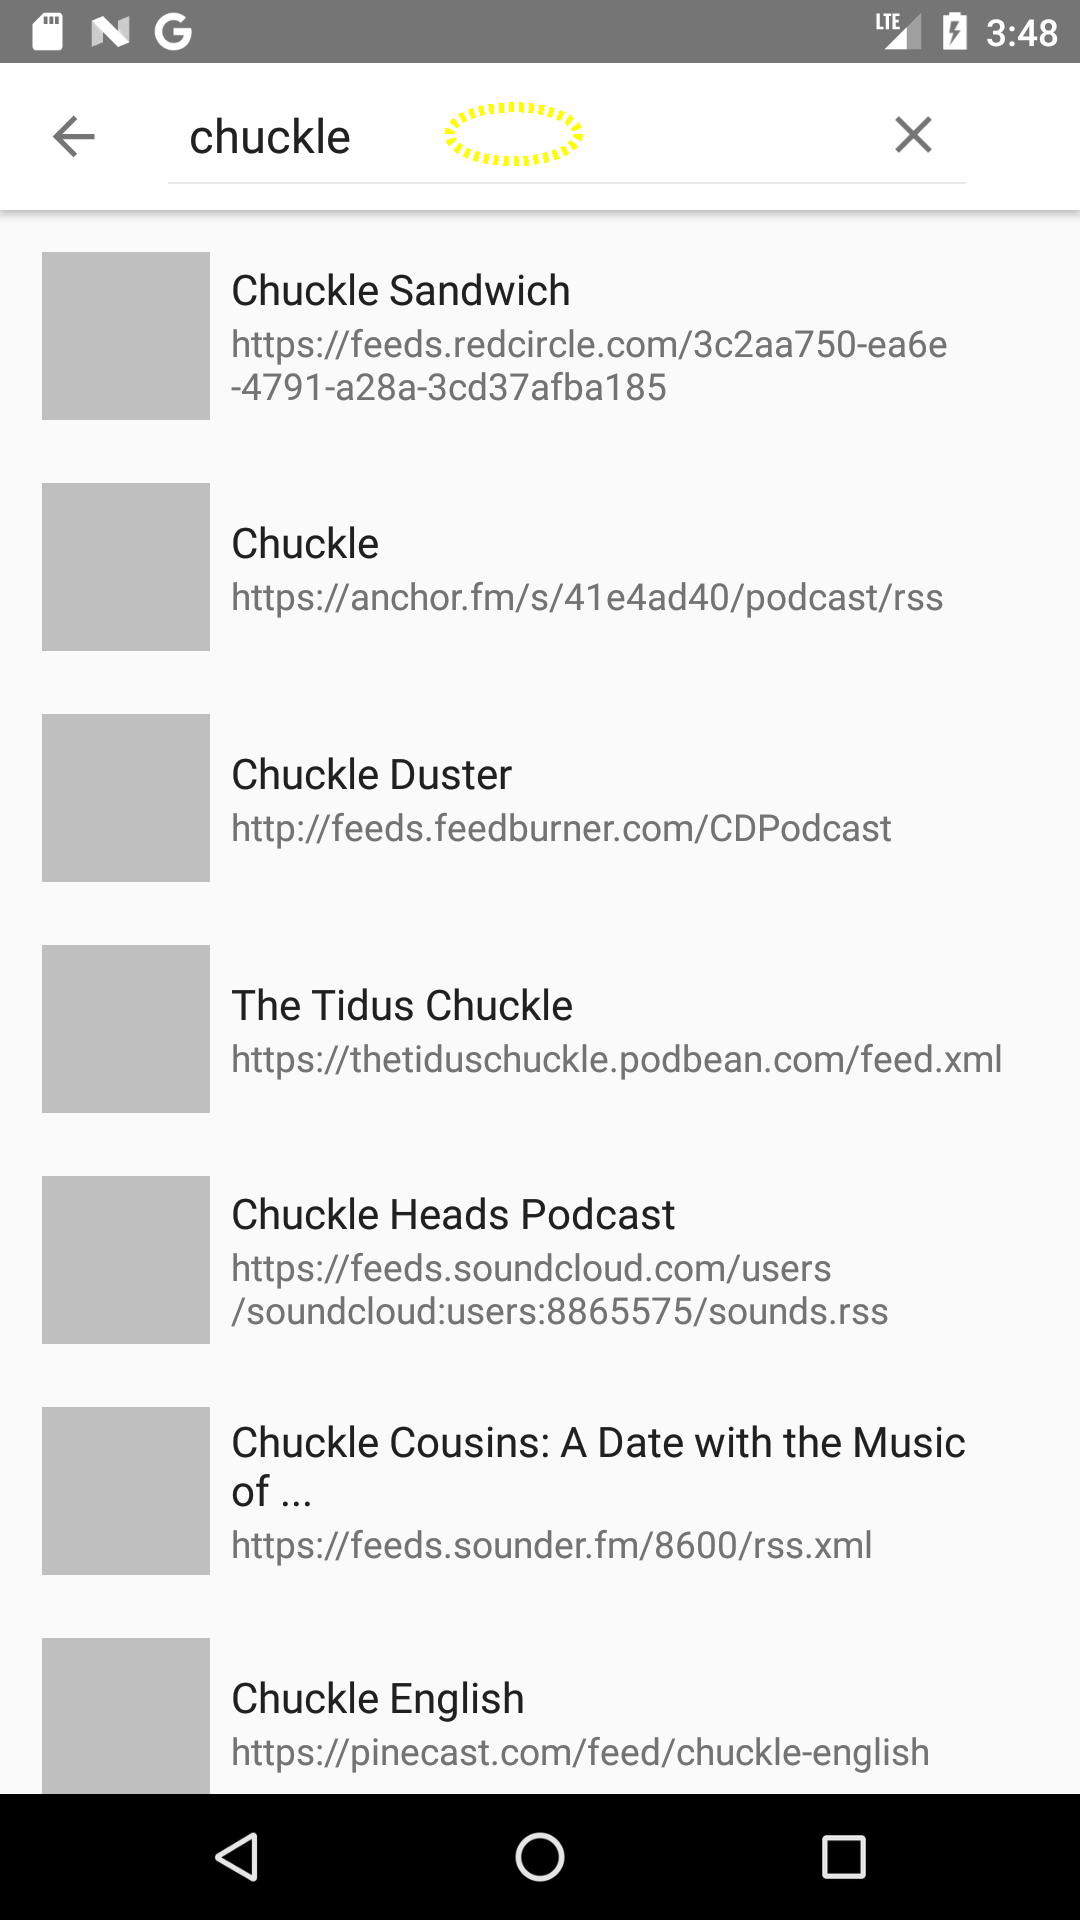 LTE 3:48
chuckle
Chuckle Sandwich
https://feeds.redcircle.com/3c2aa750-ea6e
-4791-a28a-3cd37afba185
Chuckle
https://anchor.fm/s/41e4ad40/podcast/rss
Chuckle Duster
http://feeds.feedburner.com/CDPodcast
The Tidus Chuckle
https://thetiduschuckle.podbean.com/feed.xml
Chuckle Heads Podcast
https://feeds.soundcloud.com/users
/soundcloud:users:8865575/sounds.rss
Chuckle Cousins: A Date with the Music
of ...
https://feeds.sounder.fm/8600/rss.xml
Chuckle English
https://pinecast.com/feed/chuckle-english